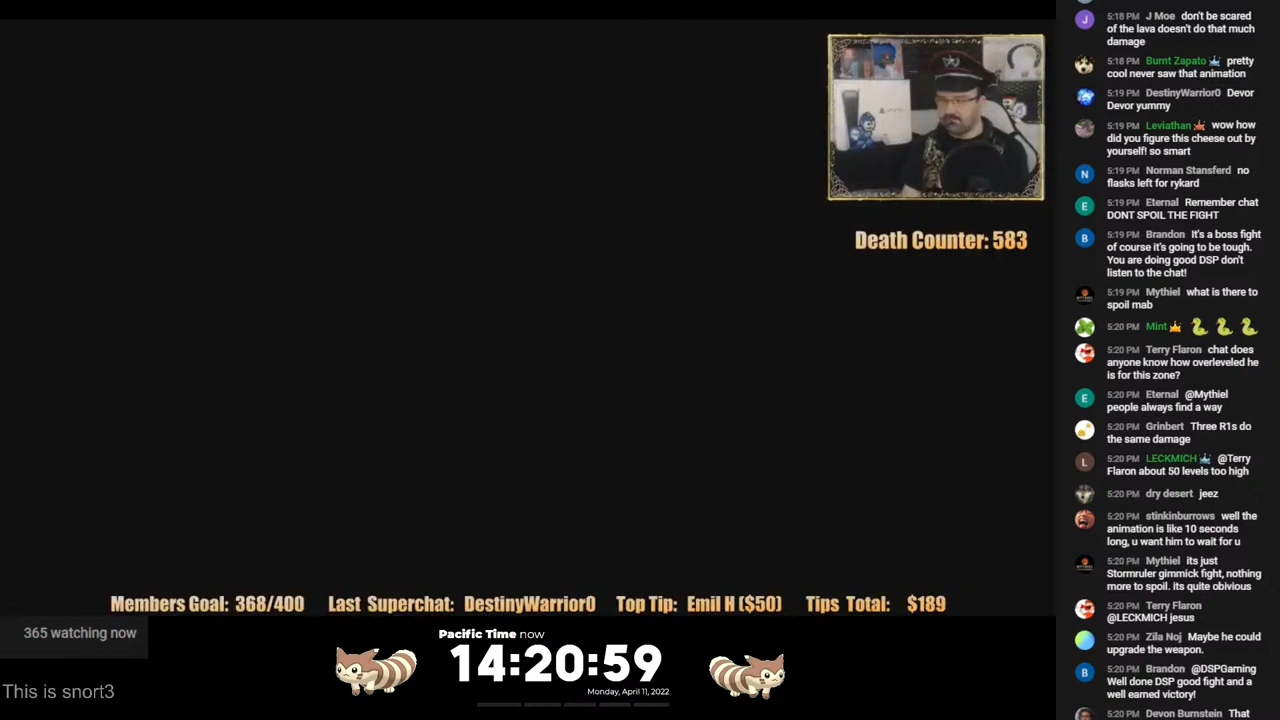 Death Counter: 583
Members Goal: 368/400 Last Superchat: DestinyWarrior0 Top Tip: Emil H ($50) Tips Total: $189
365 watching now
This is snort3
Pacific Time now
14:20:59
Monday, April 11, 2022
5:18 PM J Moe don't be scared
of the lava doesn't do that much
damage
5:18 PM Burnt Zapato pretty
cool never saw that animation
5:19 PM DestinyWarrior0 Devor
Devor yummy
5:19 PM Leviathan wow how
did you figure this cheese out by
yourself! so smart
5:19 PM Norman Stansferd no
flasks left for rykard
5:19 PM Eternal Remember chat
DONT SPOIL THE FIGHT
5:19 PM Brandon It's a boss fight
of course it's going to be tough.
You are doing good DSP don't
listen to the chat!
5:19 PM Mythiel what is there to
spoil mab
5:20 PM Mint
5:20 PM Terry Flaron chat does
anyone know how overleveled he
is for this zone?
5:20 PM Eternal @Mythiel
people always find a way
5:20 PM Grinbert Three R1s do
the same damage
5:20 PM LECKMICH @Terry
Flaron about 50 levels too high
5:20 PM dry desert jeez
5:20 PM stinkinburrows well the
animation is like 10 seconds
long, u want him to wait for u
5:20 PM Mythiel its just
Stormruler gimmick fight, nothing
more to spoil. its quite obvious
5:20 PM Terry Flaron
@LECKMICH jesus
5:20 PM Zila Noj Maybe he could
upgrade the weapon.
5:20 PM Brandon @DSPGaming
Well done DSP good fight and a
well earned victory!
5:20 PM Devon Burnstein That